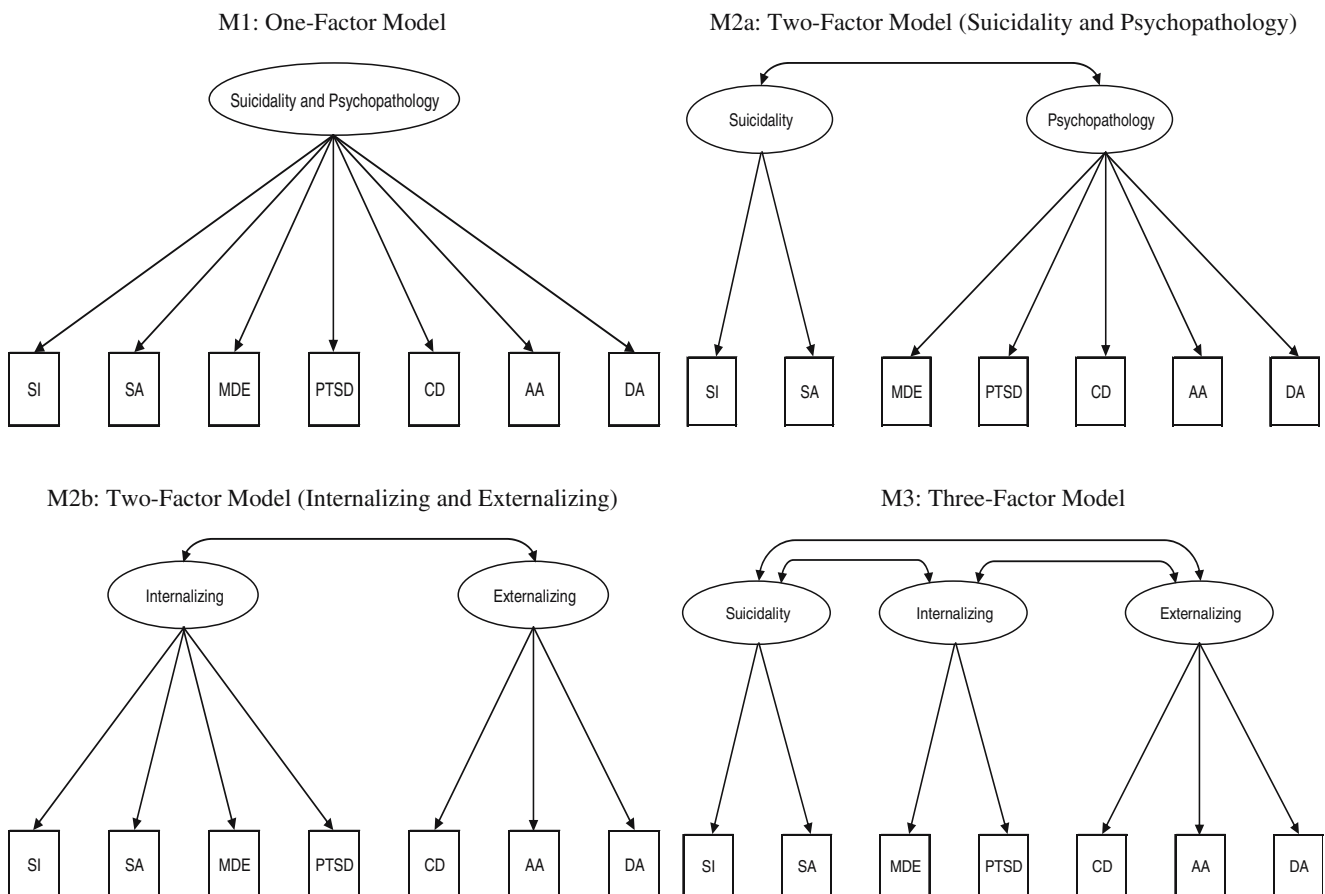 M1: One-Factor Model
Suicidality and Psychopathology
SI SA MDE PTSD CD AA DA
M2a: Two-Factor Model (Suicidality and Psychopathology)
Suicidality Psychopathology
SI SA MDE PTSD CD AA DA
M2b: Two-Factor Model (Internalizing and Externalizing)
Internalizing Externalizing
SI SA MDE PTSD CD AA DA
M3: Three-Factor Model
Suicidality Internalizing Externalizing
SI SA MDE PTSD CD AA DA